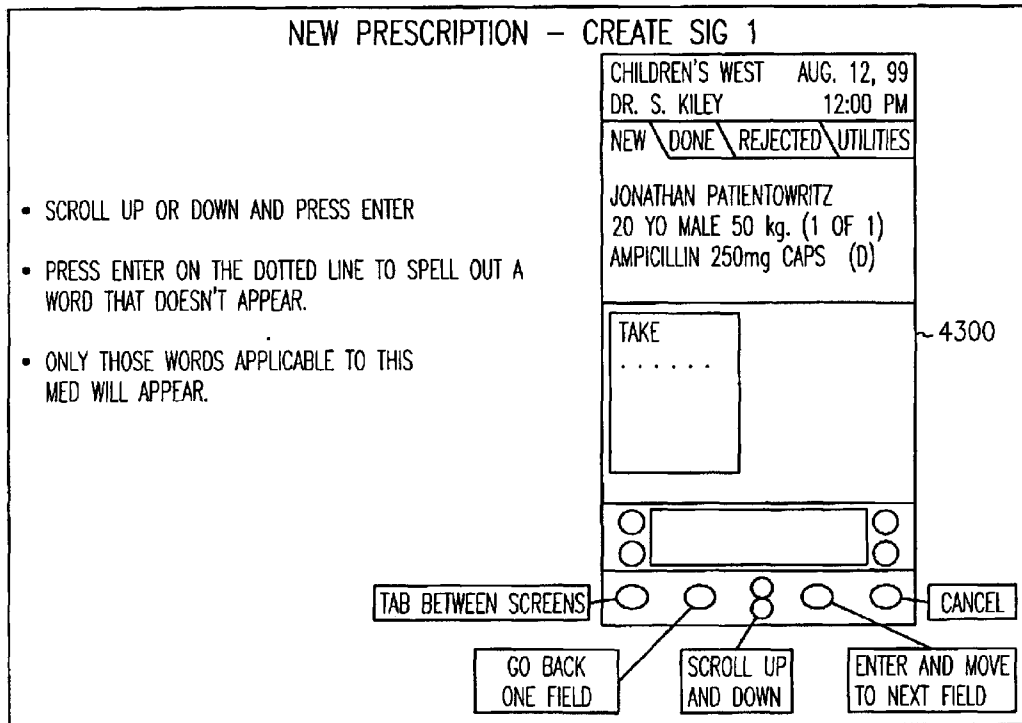 NEW PRESCRIPTION – CREATE SIG 1
CHILDREN'S WEST AUG. 12, 99
DR. S. KILEY 12:00 PM
NEW DONE REJECTED UTILITIES
JONATHAN PATIENTOWRITZ
20 YO MALE 50 kg. (1 OF 1)
AMPICILLIN 250mg CAPS (D)
• SCROLL UP OR DOWN AND PRESS ENTER
• PRESS ENTER ON THE DOTTED LINE TO SPELL OUT A
WORD THAT DOESN'T APPEAR.
• ONLY THOSE WORDS APPLICABLE TO THIS
MED WILL APPEAR.
TAKE
. . . . . .
4300
TAB BETWEEN SCREENS
CANCEL
GO BACK
ONE FIELD
SCROLL UP
AND DOWN
ENTER AND MOVE
TO NEXT FIELD